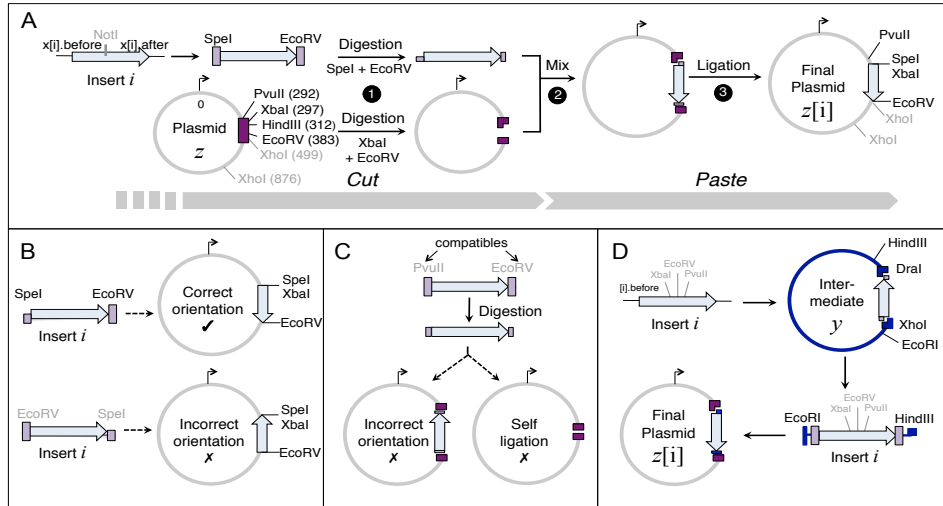 A
NotI
x[i].before
x[i].after
Insert i
SpeI
EcoRV
Digestion
SpeI + EcoRV
1
Digestion
XbaI
+ EcoRV
0
Plasmid
z
PvuII (292)
XbaI (297)
HindIII (312)
EcoRV (383)
XhoI (499)
XhoI (876)
Mix
2
Ligation
3
Final
Plasmid
z[i]
PvuII
SpeI
XbaI
EcoRV
XhoI
XhoI
Cut
Paste
B
SpeI
EcoRV
Insert i
Correct
orientation
✓
SpeI
XbaI
EcoRV
EcoRV
SpeI
Insert i
Incorrect
orientation
✗
SpeI
XbaI
EcoRV
C
compatibles
PvuII
EcoRV
Digestion
Incorrect
orientation
✗
Self
ligation
✗
D
EcoRV
XbaI
PvuII
[i].before
Insert i
Inter-
mediate
y
HindIII
DraI
XhoI
EcoRI
EcoRV
XbaI
PvuII
EcoRI
HindIII
Insert i
Final
Plasmid
z[i]